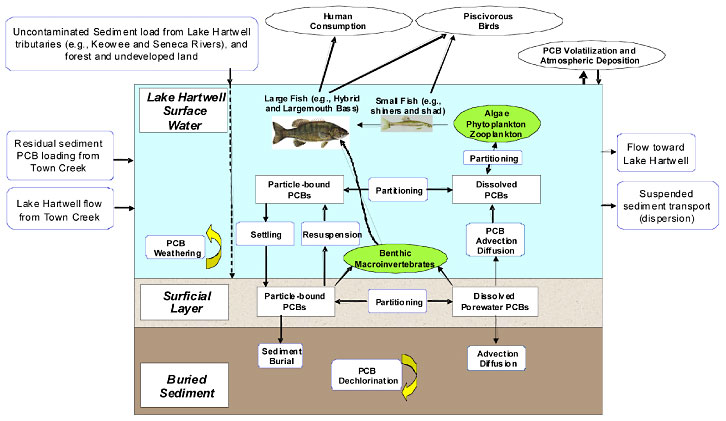 Human
Consumption
Piscivorous
Birds
Uncontaminated Sediment load from Lake Hartwell
tributaries (e.g., Keowee and Seneca Rivers), and
forest and undeveloped land
PCB Volatilization and
Atmospheric Deposition
Lake Hartwell
Surface
Water
Large Fish (e.g., Hybrid
and Largemouth Bass)
Small Fish (e.g.,
shiners and shad)
Algae
Phytoplankton
Zooplankton
Residual sediment
PCB loading from
Town Creek
Flow toward
Lake Hartwell
Partitioning
Particle-bound
PCBs
Partitioning
Dissolved
PCBs
Lake Hartwell flow
from Town Creek
Suspended
sediment transport
(dispersion)
Settling
Resuspension
PCB
Advection
Diffusion
PCB
Weathering
Benthic
Macroinvertebrates
Surficial
Layer
Particle-bound
PCBs
Partitioning
Dissolved
Porewater PCBs
Sediment
Burial
Advection
Diffusion
Buried
Sediment
PCB
Dechlorination